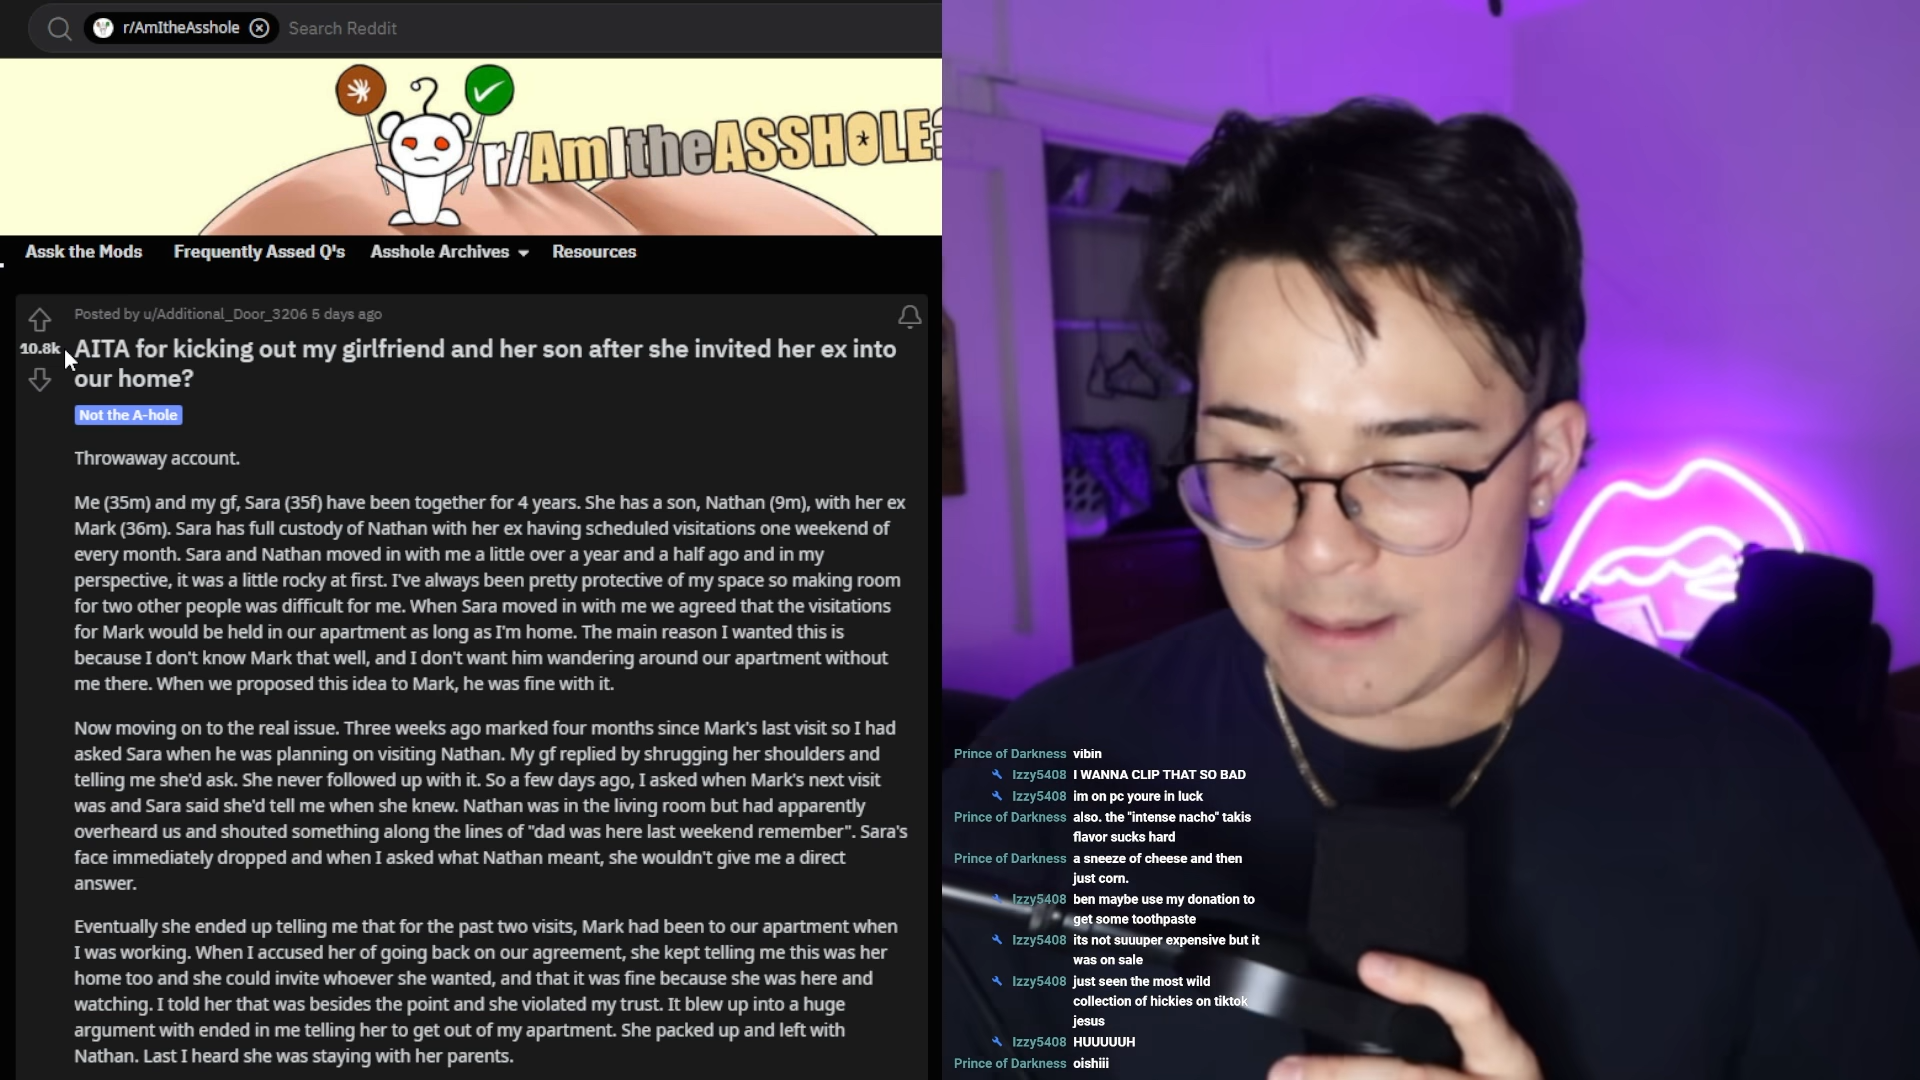 r/AmItheAsshole Search Reddit
r/AmItheASSHOLE?
Assk the Mods Frequently Assed Q's Asshole Archives Resources
Posted by u/Additional_Door_3206 5 days ago
10.8k
AITA for kicking out my girlfriend and her son after she invited her ex into
our home?
Not the A-hole
Throwaway account.
Me (35m) and my gf, Sara (35f) have been together for 4 years. She has a son, Nathan (9m), with her ex
Mark (36m). Sara has full custody of Nathan with her ex having scheduled visitations one weekend of
every month. Sara and Nathan moved in with me a little over a year and a half ago and in my
perspective, it was a little rocky at first. I've always been pretty protective of my space so making room
for two other people was difficult for me. When Sara moved in with me we agreed that the visitations
for Mark would be held in our apartment as long as I'm home. The main reason I wanted this is
because I don't know Mark that well, and I don't want him wandering around our apartment without
me there. When we proposed this idea to Mark, he was fine with it.
Now moving on to the real issue. Three weeks ago marked four months since Mark's last visit so I had
asked Sara when he was planning on visiting Nathan. My gf replied by shrugging her shoulders and
telling me she'd ask. She never followed up with it. So a few days ago, I asked when Mark's next visit
was and Sara said she'd tell me when she knew. Nathan was in the living room but had apparently
overheard us and shouted something along the lines of "dad was here last weekend remember". Sara's
face immediately dropped and when I asked what Nathan meant, she wouldn't give me a direct
answer.
Eventually she ended up telling me that for the past two visits, Mark had been to our apartment when
I was working. When I accused her of going back on our agreement, she kept telling me this was her
home too and she could invite whoever she wanted, and that it was fine because she was here and
watching. I told her that was besides the point and she violated my trust. It blew up into a huge
argument with ended in me telling her to get out of my apartment. She packed up and left with
Nathan. Last I heard she was staying with her parents.
Prince of Darkness vibin
Izzy5408 I WANNA CLIP THAT SO BAD
Izzy5408 im on pc youre in luck
Prince of Darkness also. the "intense nacho" takis
flavor sucks hard
Prince of Darkness a sneeze of cheese and then
just corn.
Izzy5408 ben maybe use my donation to
get some toothpaste
Izzy5408 its not suuuper expensive but it
was on sale
Izzy5408 just seen the most wild
collection of hickies on tiktok
jesus
Izzy5408 HUUUUUH
Prince of Darkness oishiii